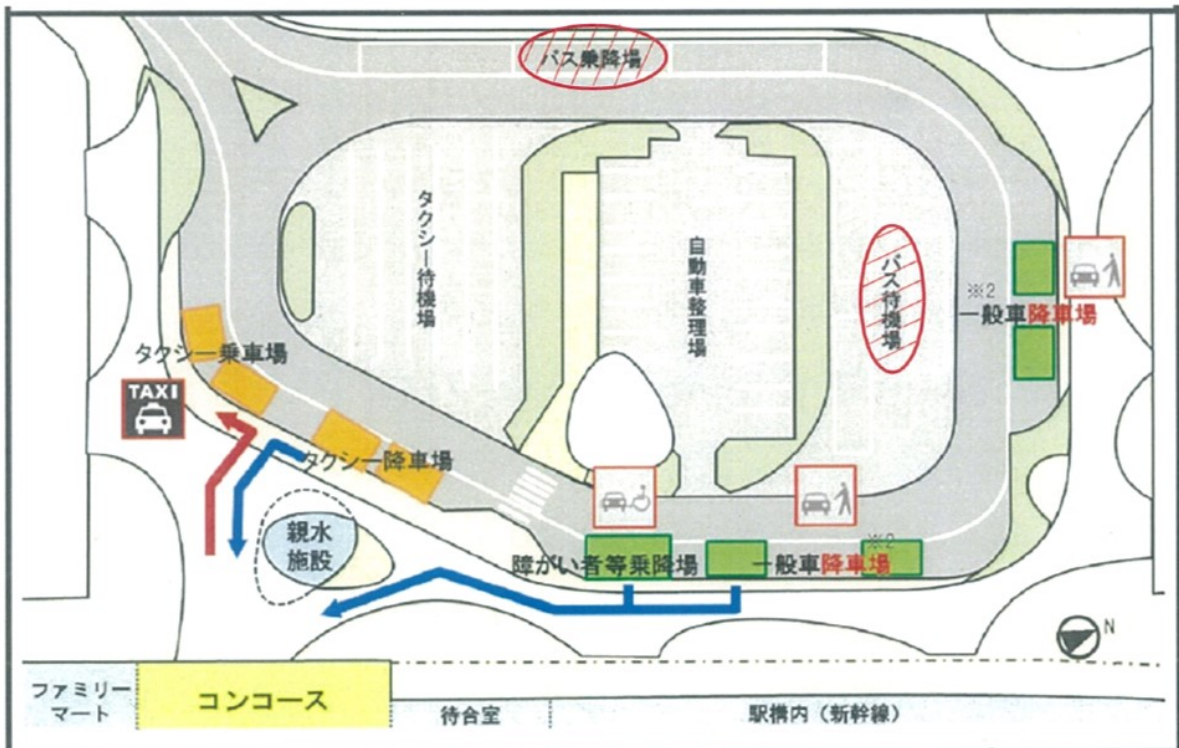 バス乗降場
タクシー待機場
自動車整理場
バス待機場
※2
一般車降車場
タクシー乗車場
TAXI
タクシー降車場
親水
施設
障がい者等乗降場
※2
一般車降車場
N
ファミリー
マート
コンコース
待合室
駅構内（新幹線）